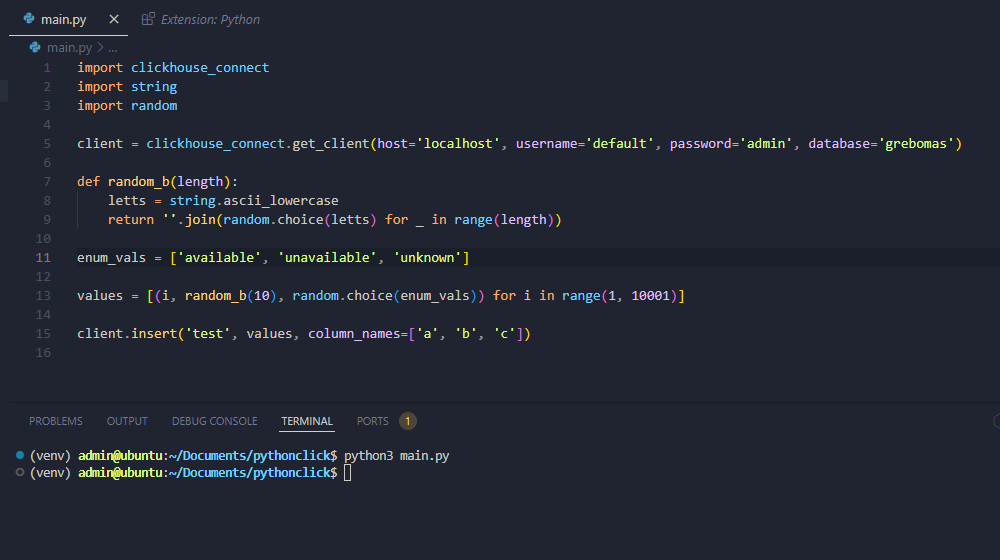 main.py × Extension: Python
main.py > ...
1 import clickhouse_connect
2 import string
3 import random
4
5 client = clickhouse_connect.get_client(host='localhost', username='default', password='admin', database='grebomas')
6
7 def random_b(length):
8     letts = string.ascii_lowercase
9     return ''.join(random.choice(letts) for _ in range(length))
10
11 enum_vals = ['available', 'unavailable', 'unknown']
12
13 values = [(i, random_b(10), random.choice(enum_vals)) for i in range(1, 10001)]
14
15 client.insert('test', values, column_names=['a', 'b', 'c'])
16
PROBLEMS OUTPUT DEBUG CONSOLE TERMINAL PORTS 1
(venv) admin@ubuntu:~/Documents/pythonclick$ python3 main.py
(venv) admin@ubuntu:~/Documents/pythonclick$